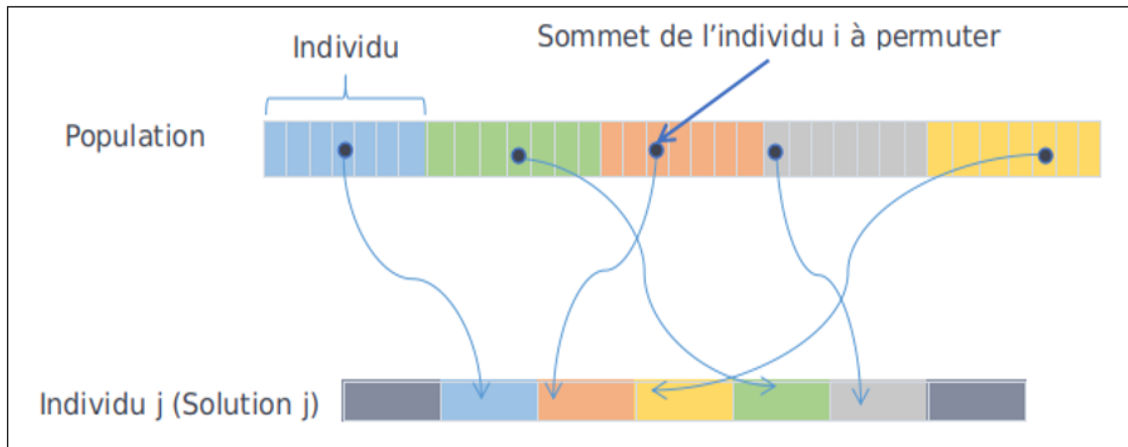 Sommet de l’individu i à permuter
Individu
Population
Individu j (Solution j)